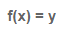 f(x) = y